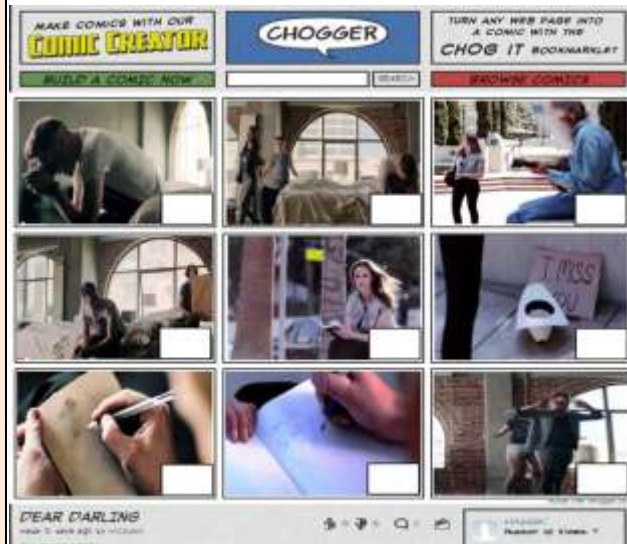 MAKE COMICS WITH OUR
COMIC CREATOR
CHOGGER
TURN ANY WEB PAGE INTO
A COMIC WITH THE
CHOG IT BOOKMARKLET
BUILD A COMIC NOW
SEARCH
BROWSE COMICS
I MISS
YOU
DEAR DARLING